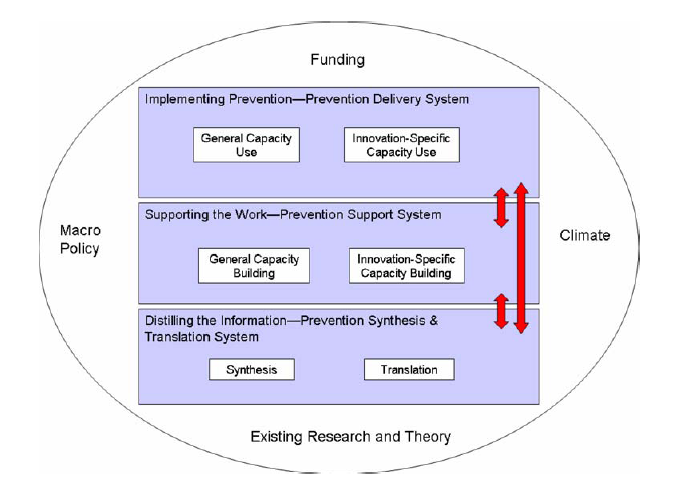 Funding
Implementing Prevention—Prevention Delivery System
General Capacity
Use
Innovation-Specific
Capacity Use
Macro
Policy
Supporting the Work—Prevention Support System
Climate
General Capacity
Building
Innovation-Specific
Capacity Building
Distilling the Information—Prevention Synthesis &
Translation System
Synthesis
Translation
Existing Research and Theory